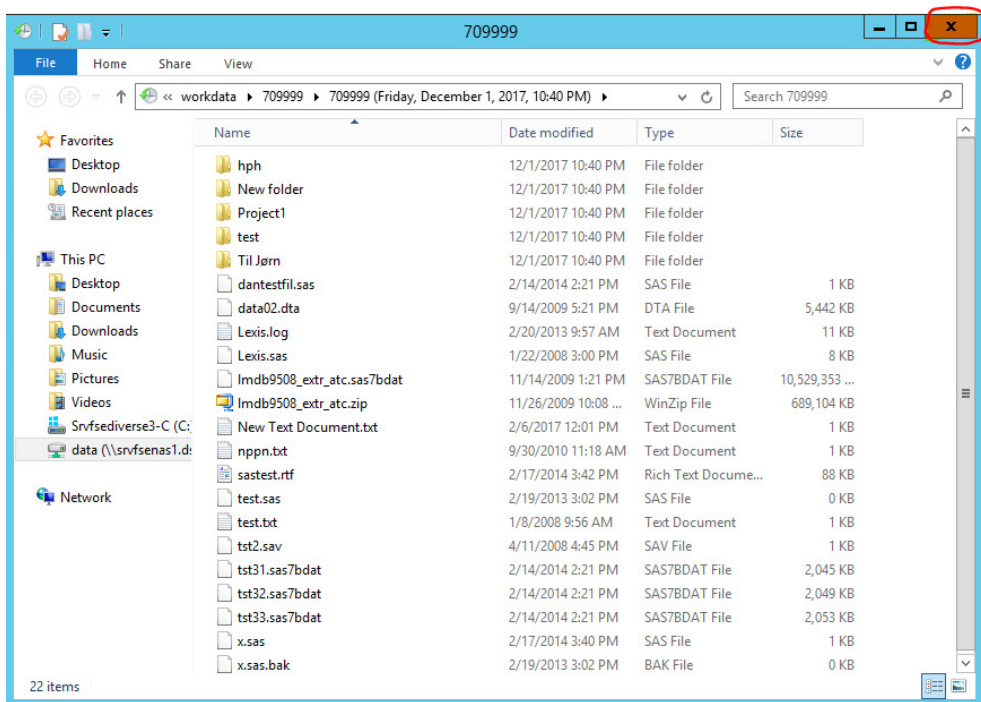 709999
X
File Home Share View
« workdata 709999 709999 (Friday, December 1, 2017, 10:40 PM) Search 709999
Name Date modified Type Size
Favorites
Desktop
Downloads
Recent places
This PC
Desktop
Documents
Downloads
Music
Pictures
Videos
Srvfsediverse3-C (C:
data (\\srvfsenas1.d
Network
hph 12/1/2017 10:40 PM File folder
New folder 12/1/2017 10:40 PM File folder
Project1 12/1/2017 10:40 PM File folder
test 12/1/2017 10:40 PM File folder
Til Jørn 12/1/2017 10:40 PM File folder
dantestfil.sas 2/14/2014 2:21 PM SAS File 1 KB
data02.dta 9/14/2009 5:21 PM DTA File 5,442 KB
Lexis.log 2/20/2013 9:57 AM Text Document 11 KB
Lexis.sas 1/22/2008 3:00 PM SAS File 8 KB
lmdb9508_extr_atc.sas7bdat 11/14/2009 1:21 PM SAS7BDAT File 10,529,353 ...
lmdb9508_extr_atc.zip 11/26/2009 10:08 ... WinZip File 689,104 KB
New Text Document.txt 2/6/2017 12:01 PM Text Document 1 KB
nppn.txt 9/30/2010 11:18 AM Text Document 1 KB
sastest.rtf 2/17/2014 3:42 PM Rich Text Docume... 88 KB
test.sas 2/19/2013 3:02 PM SAS File 0 KB
test.txt 1/8/2008 9:56 AM Text Document 1 KB
tst2.sav 4/11/2008 4:45 PM SAV File 1 KB
tst31.sas7bdat 2/14/2014 2:21 PM SAS7BDAT File 2,045 KB
tst32.sas7bdat 2/14/2014 2:21 PM SAS7BDAT File 2,049 KB
tst33.sas7bdat 2/14/2014 2:21 PM SAS7BDAT File 2,053 KB
x.sas 2/17/2014 3:40 PM SAS File 1 KB
x.sas.bak 2/19/2013 3:02 PM BAK File 0 KB
22 items